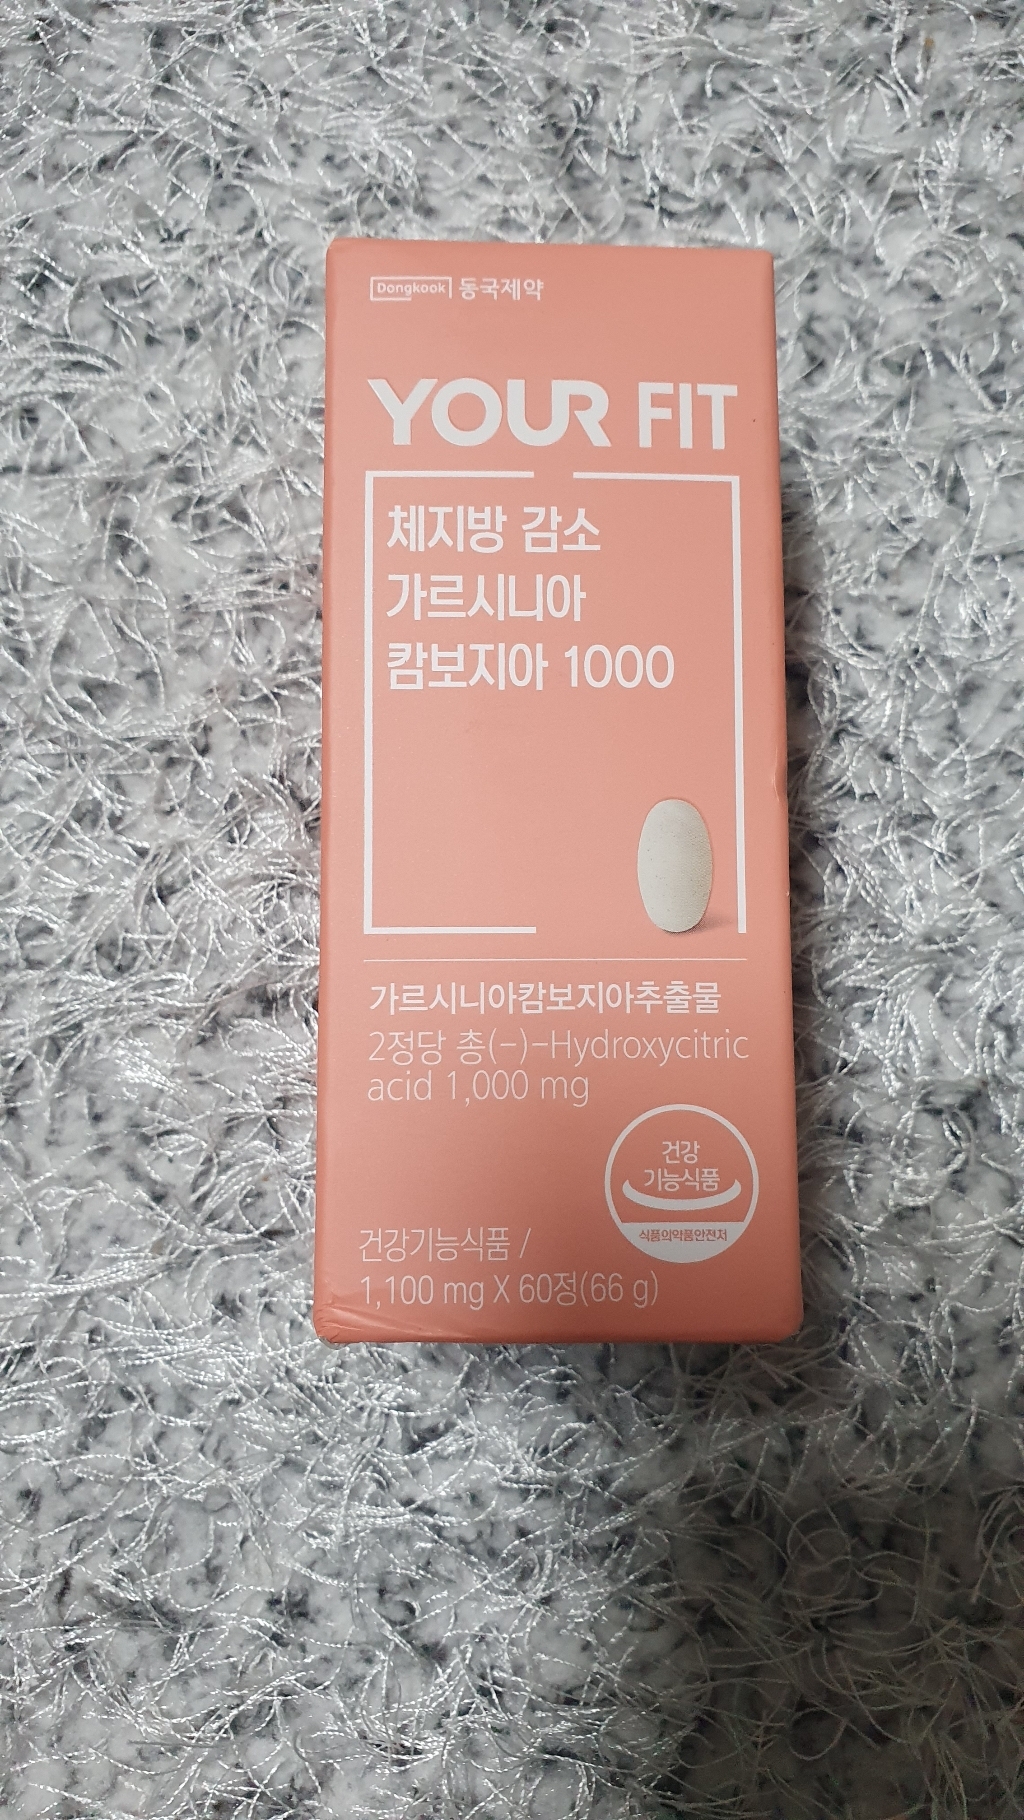 Dongkook 동국제약
YOUR FIT
체지방 감소
가르시니아
캄보지아 1000
가르시니아캄보지아추출물
2정당 총(-)-Hydroxycitric
acid 1,000 mg
건강
기능식품
식품의약품안전처
건강기능식품 /
1,100 mg X 60정(66 g)